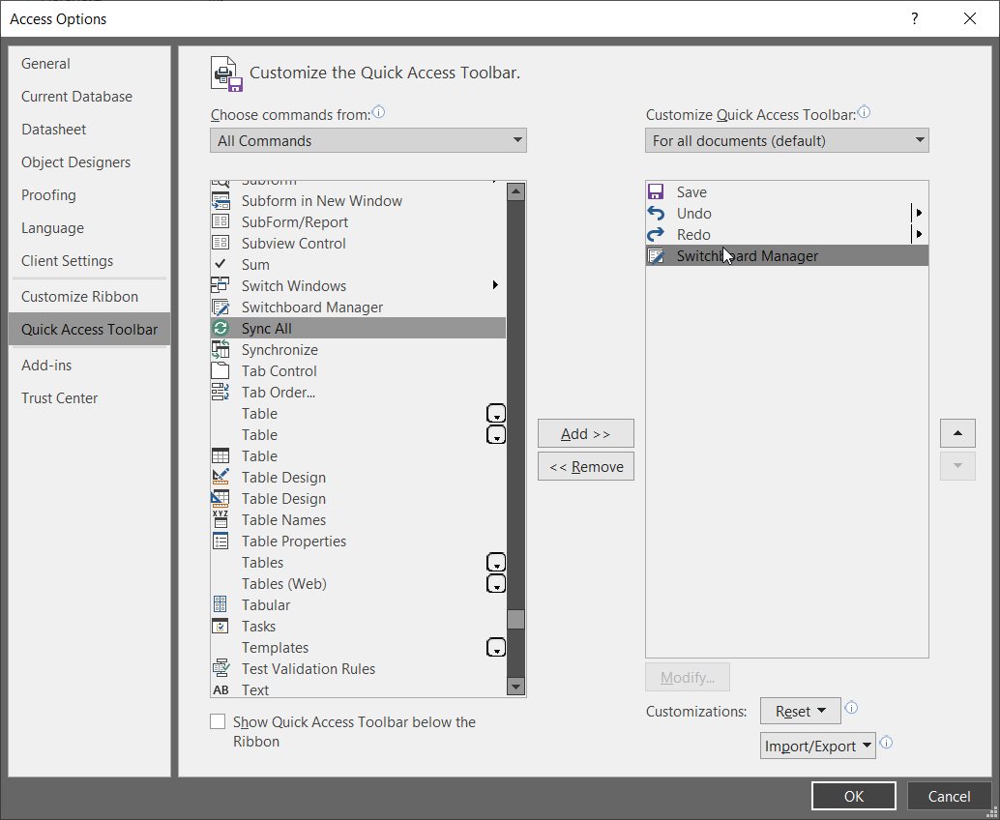 Access Options
?
General
Current Database
Datasheet
Object Designers
Proofing
Language
Client Settings
Customize Ribbon
Quick Access Toolbar
Add-ins
Trust Center
Customize the Quick Access Toolbar.
Choose commands from:
All Commands
Subform
Subform in New Window
SubForm/Report
Subview Control
Sum
Switch Windows
Switchboard Manager
Sync All
Synchronize
Tab Control
Tab Order...
Table
Table
Table
Table Design
Table Design
XYZ
Table Names
Table Properties
Tables
Tables (Web)
Tabular
Tasks
Templates
Test Validation Rules
AB Text
Show Quick Access Toolbar below the
Ribbon
Add >>
<< Remove
Customize Quick Access Toolbar:
For all documents (default)
Save
Undo
Redo
Switchboard Manager
Modify...
Customizations:
Reset
Import/Export
OK
Cancel